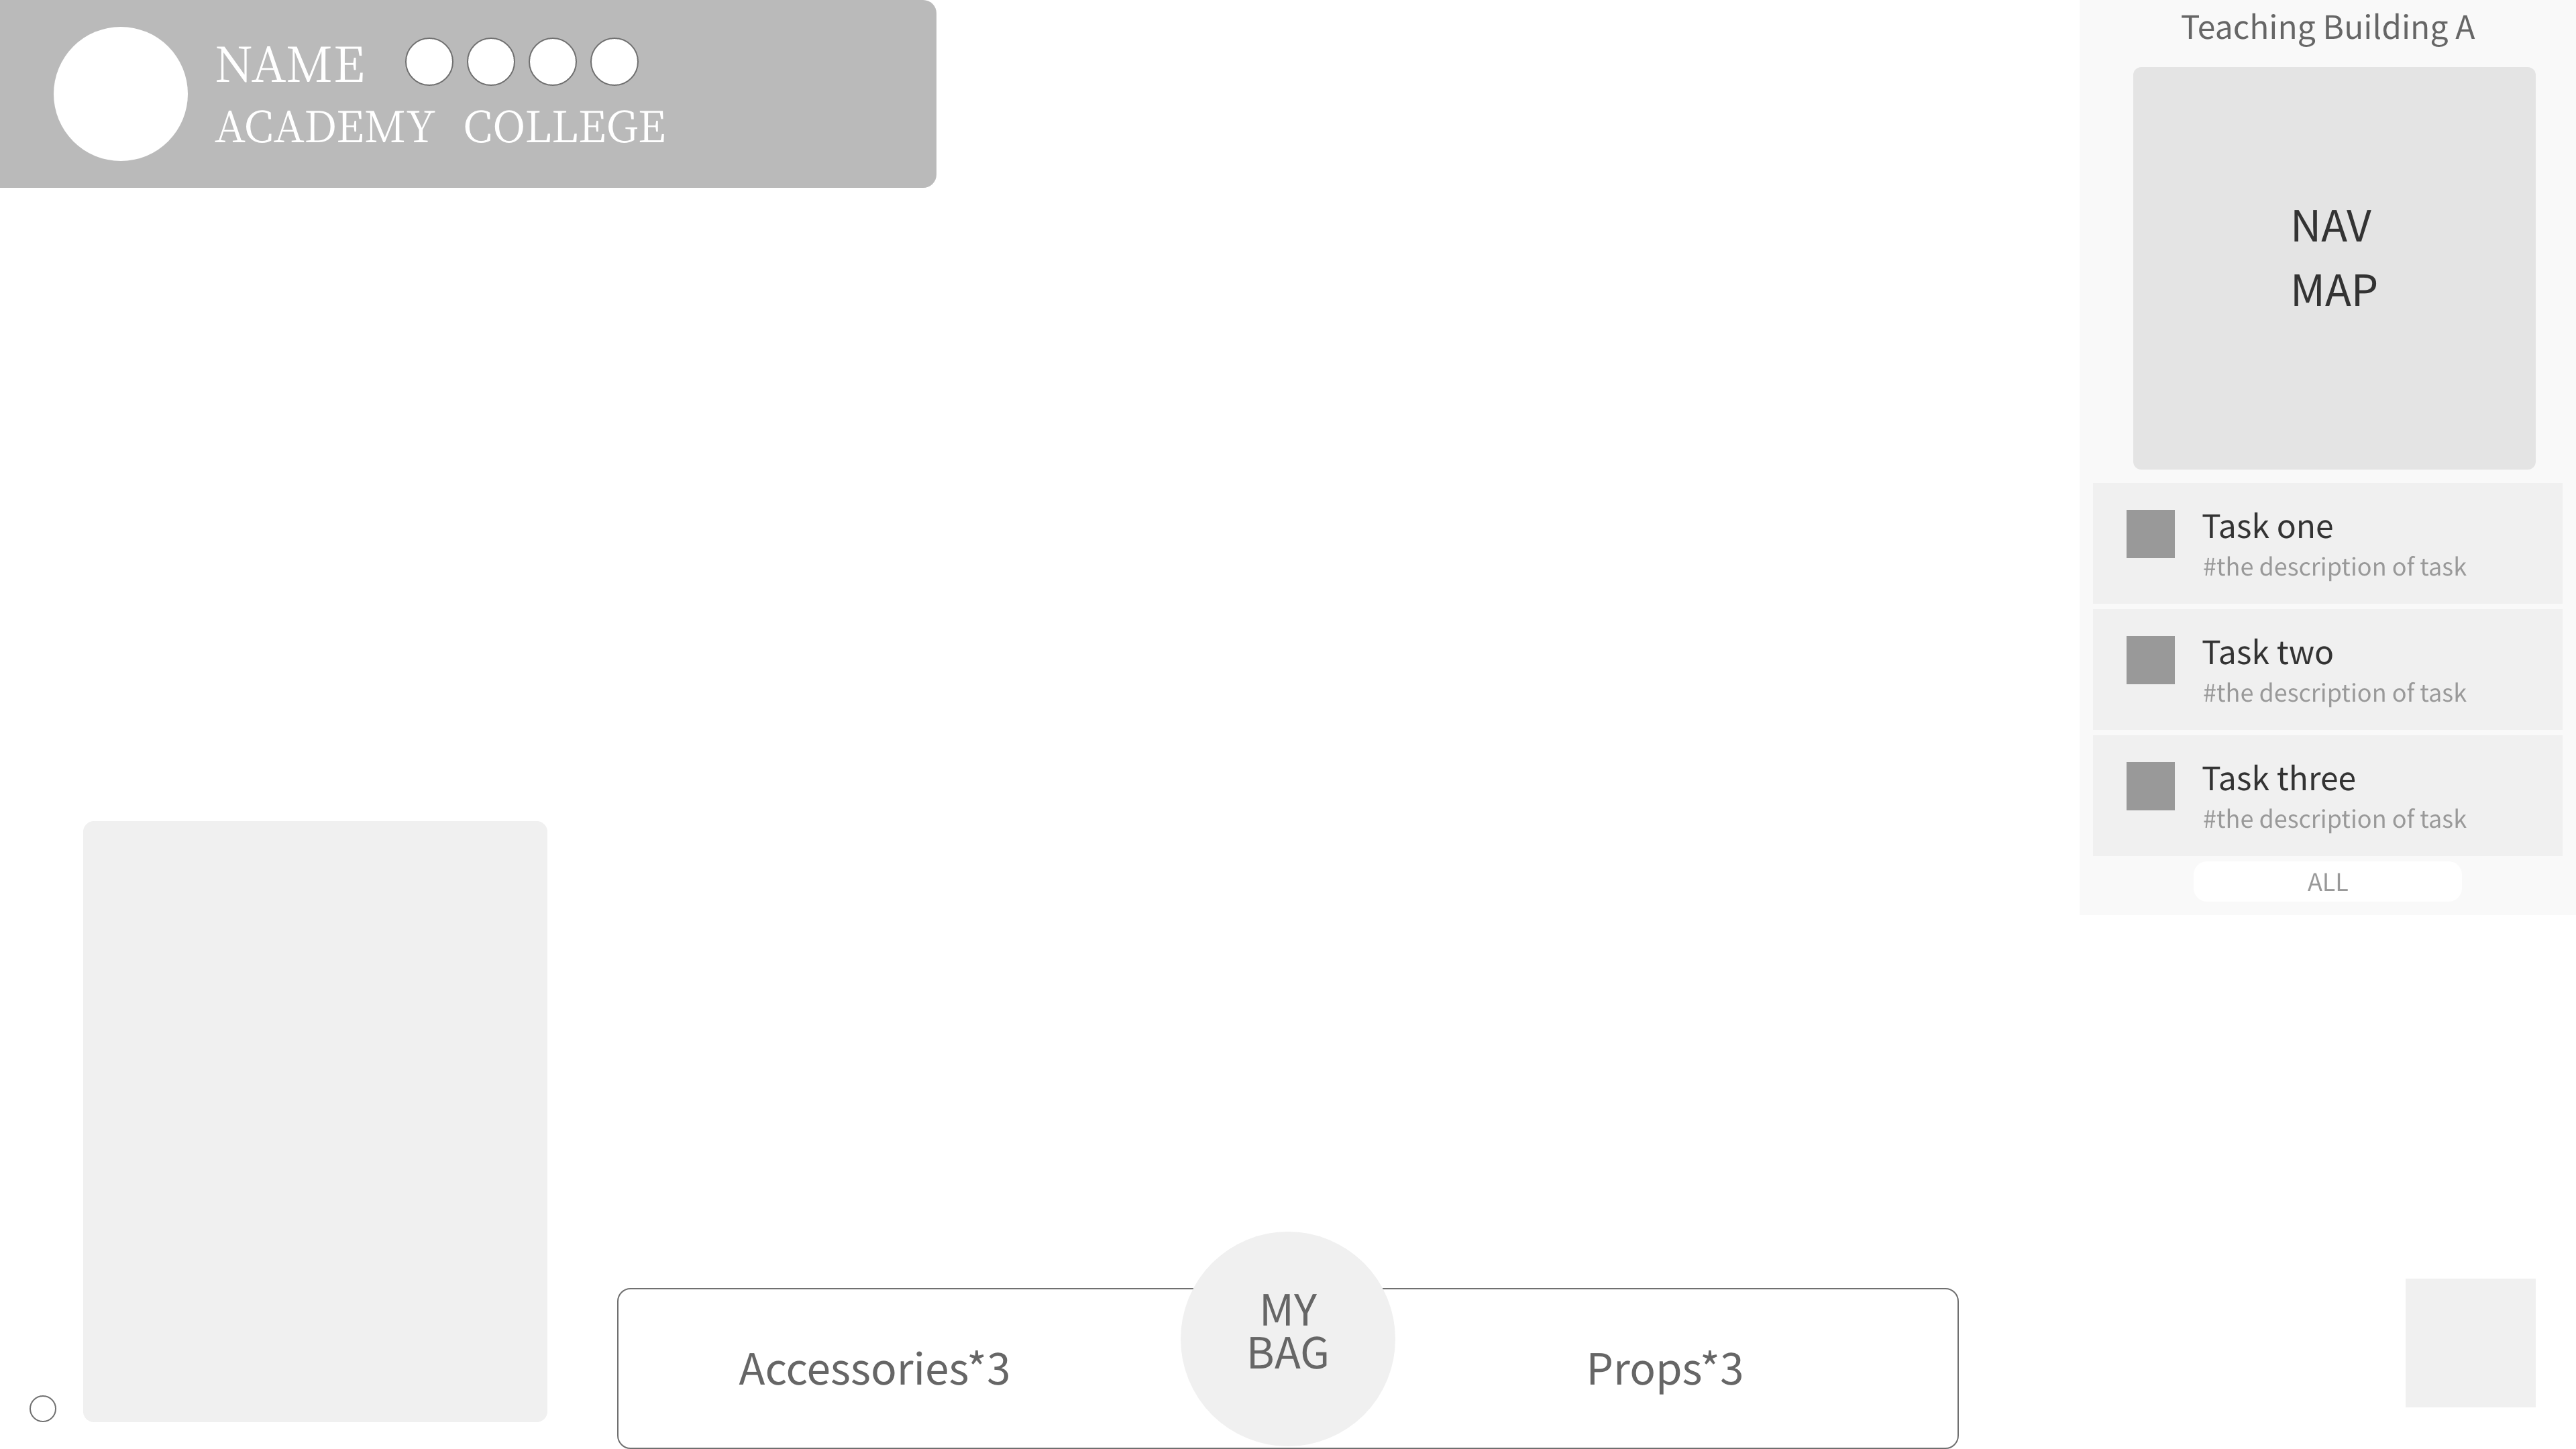 NAME
ACADEMY COLLEGE
Teaching Building A
NAV
MAP
Task one
#the description of task
Task two
#the description of task
Task three
#the description of task
ALL
MY
BAG
Accessories*3
Props*3